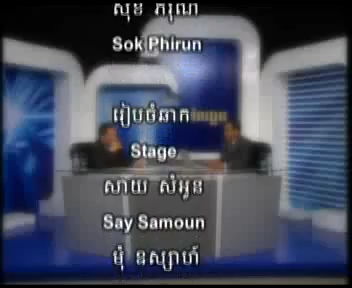 សុខ ភិរុណ
Sok Phirun
រៀបចំឆាក
Stage
សាយ សំអូន
Say Samoun
ម៉ុំ ឧស្សាហ៍